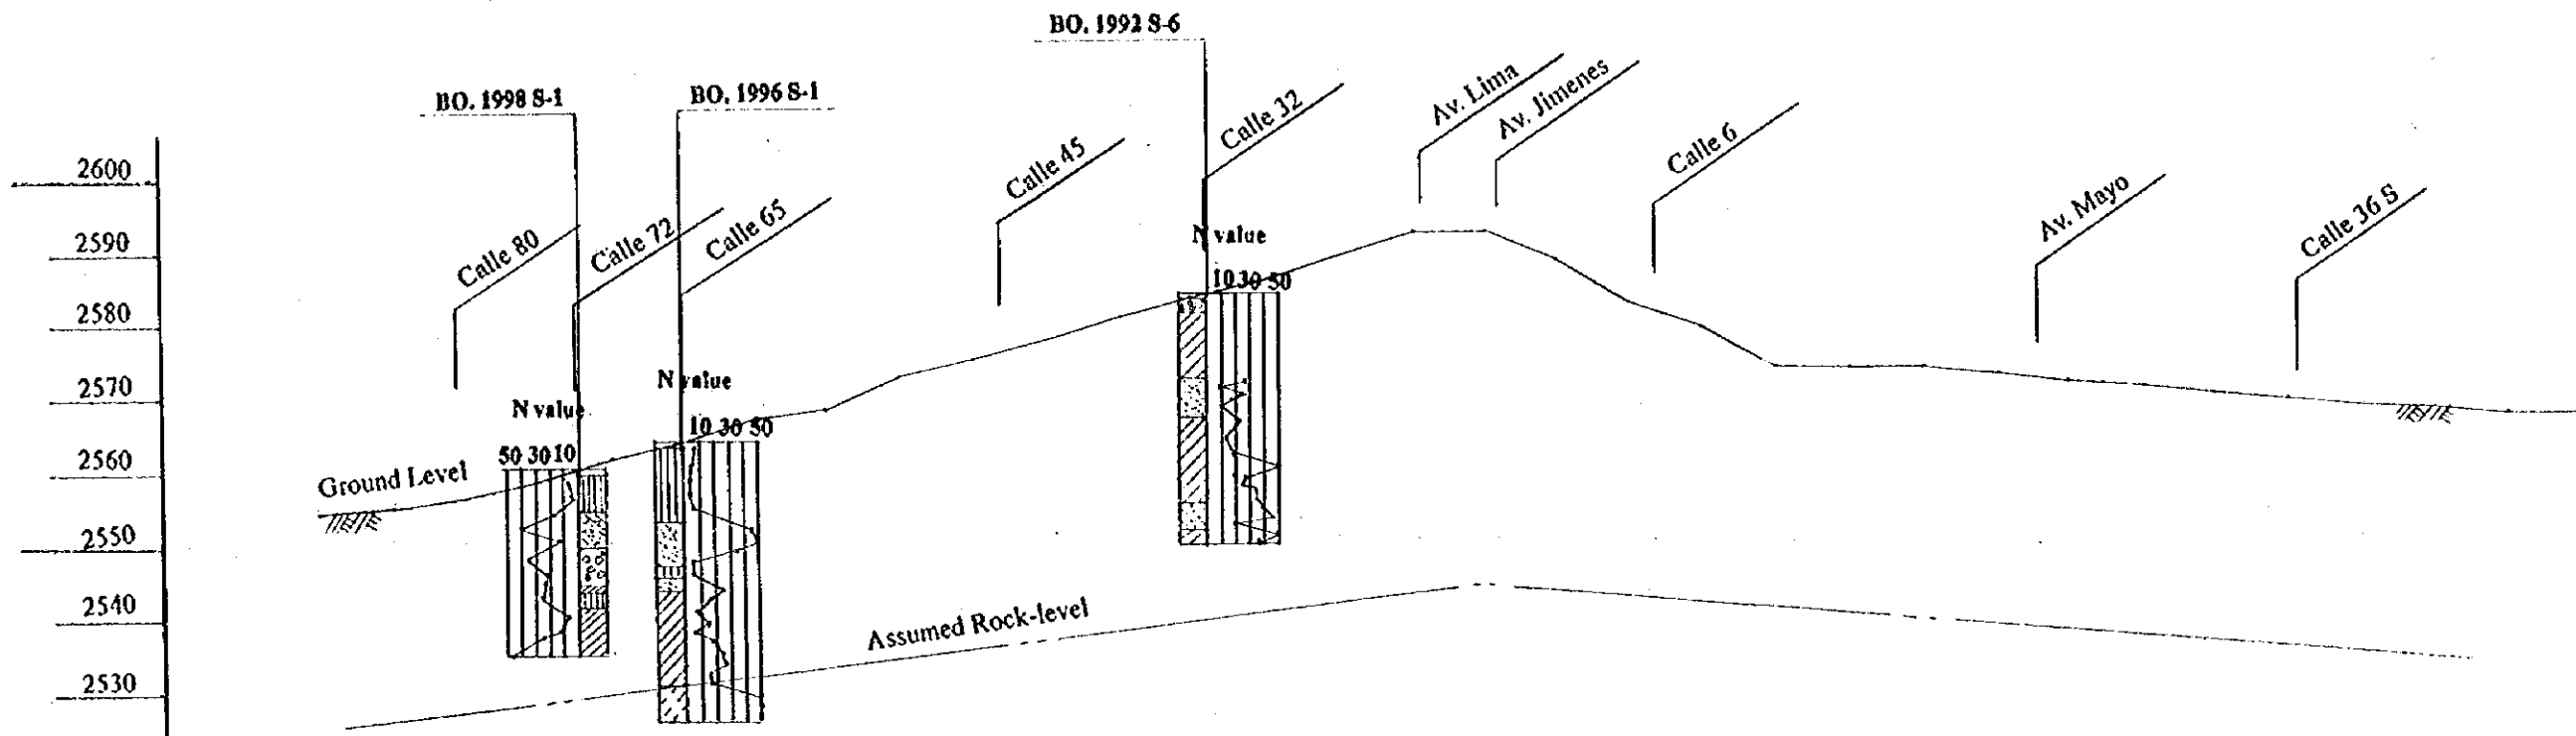 BO. 1992 S-6
BO. 1998 S-1
BO. 1996 S-1
Calle 80
Calle 72
Calle 65
Calle 45
Calle 32
Av. Lima
Av. Jimenes
Calle 6
Av. Mayo
Calle 36 S
2600
2590
2580
2570
2560
2550
2540
2530
N value
50 30 10
N value
10 30 50
N value
10 30 50
Ground Level
Assumed Rock-level